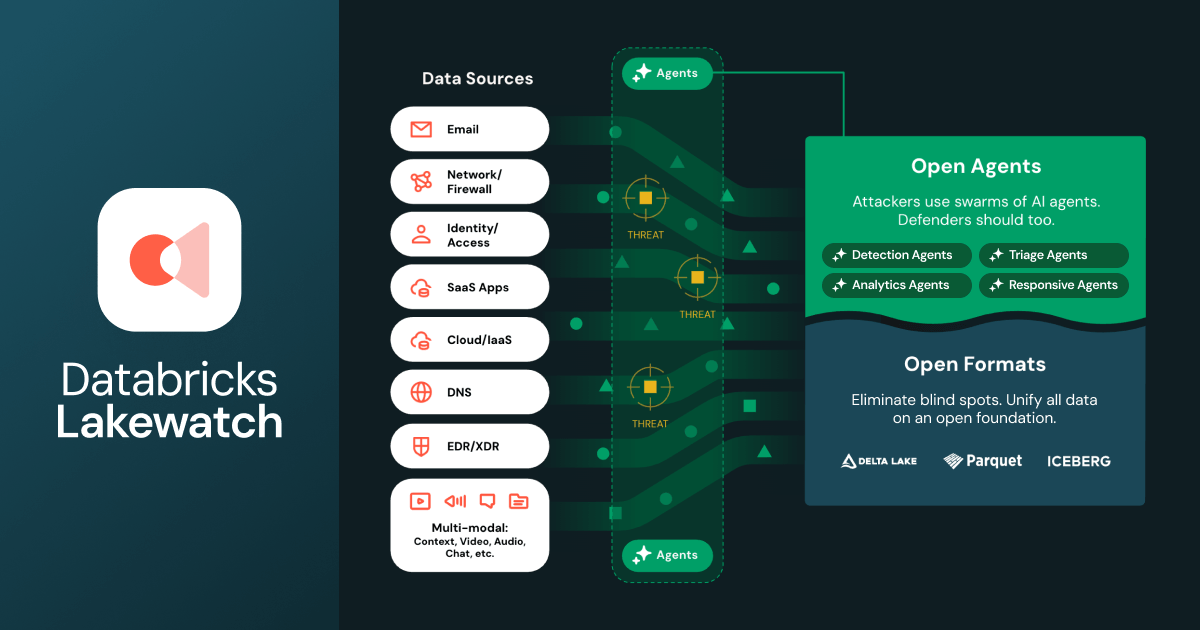 Databricks
Lakewatch
Data Sources
Email
Network/
Firewall
Identity/
Access
SaaS Apps
Cloud/IaaS
DNS
EDR/XDR
Multi-modal:
Context, Video, Audio,
Chat, etc.
Agents
THREAT
THREAT
THREAT
Agents
Open Agents
Attackers use swarms of AI agents.
Defenders should too.
Detection Agents
Triage Agents
Analytics Agents
Responsive Agents
Open Formats
Eliminate blind spots. Unify all data
on an open foundation.
DELTA LAKE
Parquet
ICEBERG